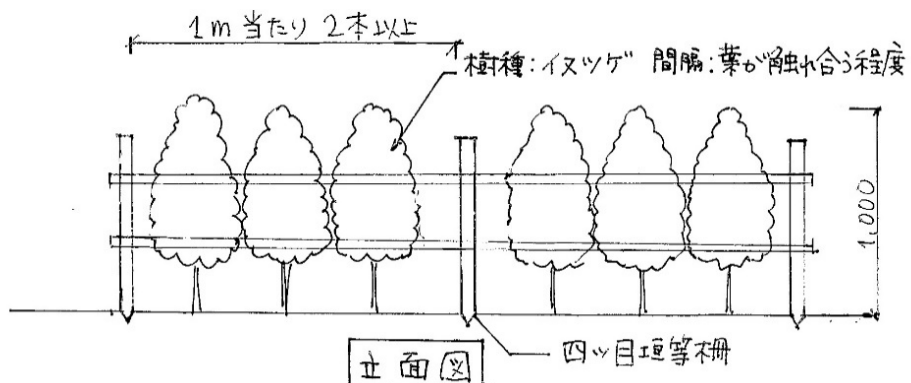 1m当たり 2本以上
樹種:イヌツゲ 間隔:葉が触れ合う程度
1,000
四ツ目垣等柵
立面図